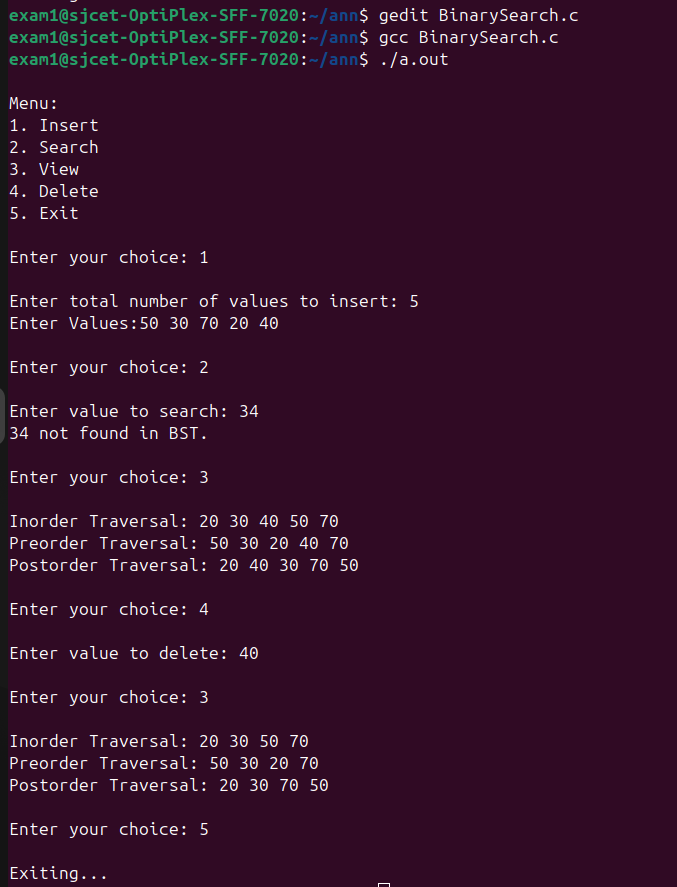 exam1@sjcet-OptiPlex-SFF-7020:~/ann$ gedit BinarySearch.c
exam1@sjcet-OptiPlex-SFF-7020:~/ann$ gcc BinarySearch.c
exam1@sjcet-OptiPlex-SFF-7020:~/ann$ ./a.out
Menu:
1. Insert
2. Search
3. View
4. Delete
5. Exit
Enter your choice: 1
Enter total number of values to insert: 5
Enter Values:50 30 70 20 40
Enter your choice: 2
Enter value to search: 34
34 not found in BST.
Enter your choice: 3
Inorder Traversal: 20 30 40 50 70
Preorder Traversal: 50 30 20 40 70
Postorder Traversal: 20 40 30 70 50
Enter your choice: 4
Enter value to delete: 40
Enter your choice: 3
Inorder Traversal: 20 30 50 70
Preorder Traversal: 50 30 20 70
Postorder Traversal: 20 30 70 50
Enter your choice: 5
Exiting...